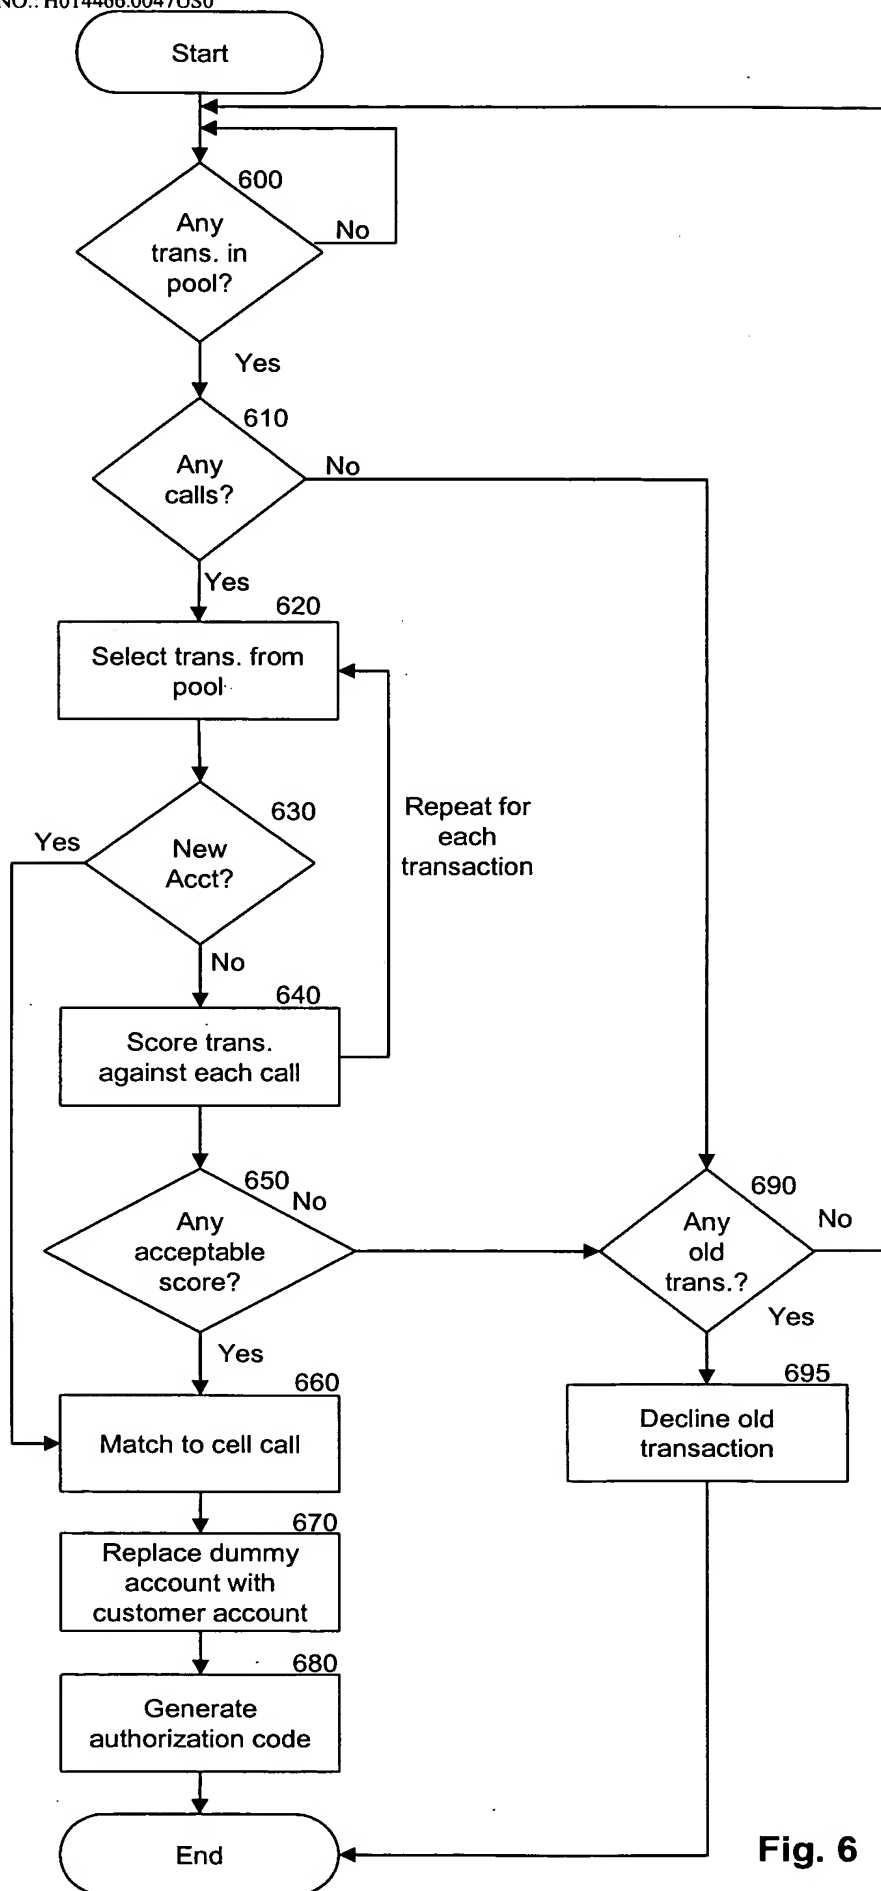 NO.: H014466.0047US0
Start
600
Any
trans. in
pool?
No
Yes
610
Any
calls?
No
Yes
620
Select trans. from
pool
630
New
Acct?
Yes
No
Repeat for
each
transaction
640
Score trans.
against each call
650
Any
acceptable
score?
No
Yes
690
Any
old
trans.?
No
Yes
660
Match to cell call
695
Decline old
transaction
670
Replace dummy
account with
customer account
680
Generate
authorization code
End
Fig. 6